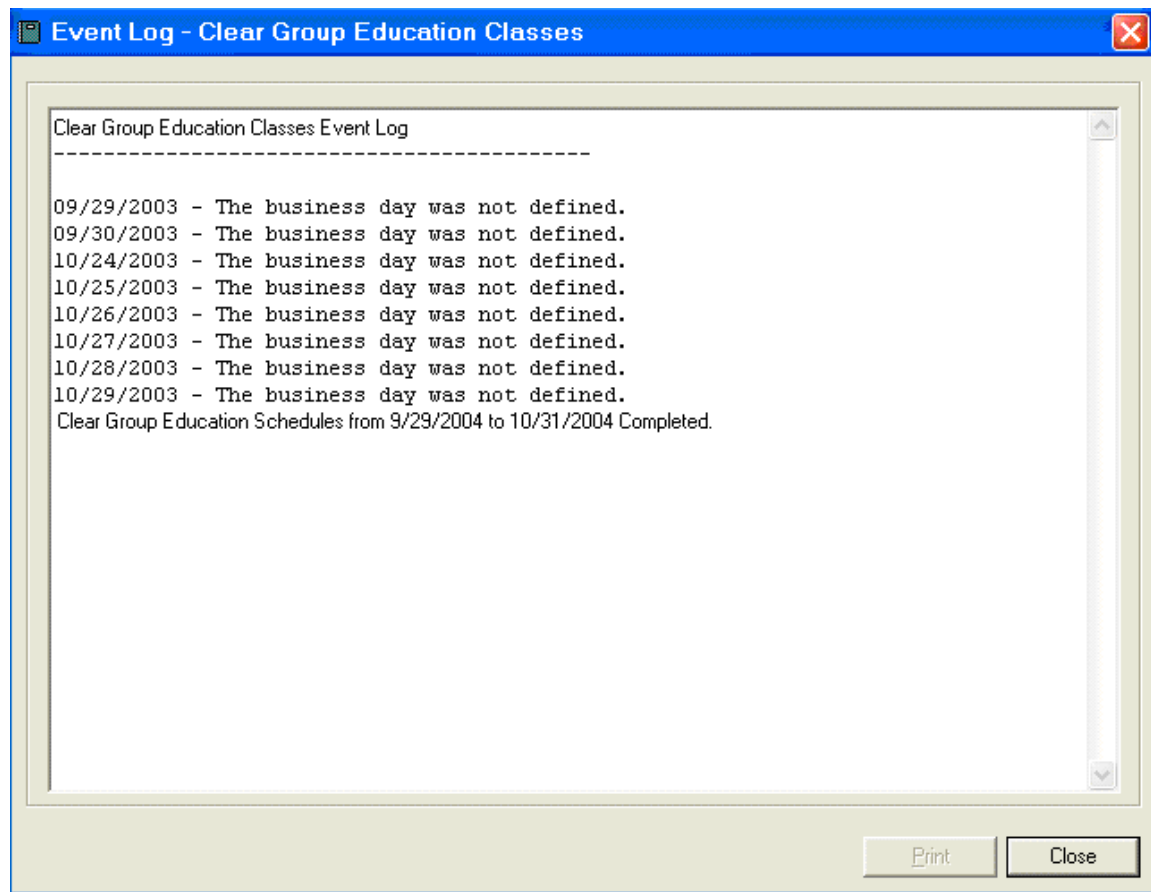 Event Log - Clear Group Education Classes
Clear Group Education Classes Event Log
--------------------------------------------
09/29/2003 - The business day was not defined.
09/30/2003 - The business day was not defined.
10/24/2003 - The business day was not defined.
10/25/2003 - The business day was not defined.
10/26/2003 - The business day was not defined.
10/27/2003 - The business day was not defined.
10/28/2003 - The business day was not defined.
10/29/2003 - The business day was not defined.
Clear Group Education Schedules from 9/29/2004 to 10/31/2004 Completed.
Print Close